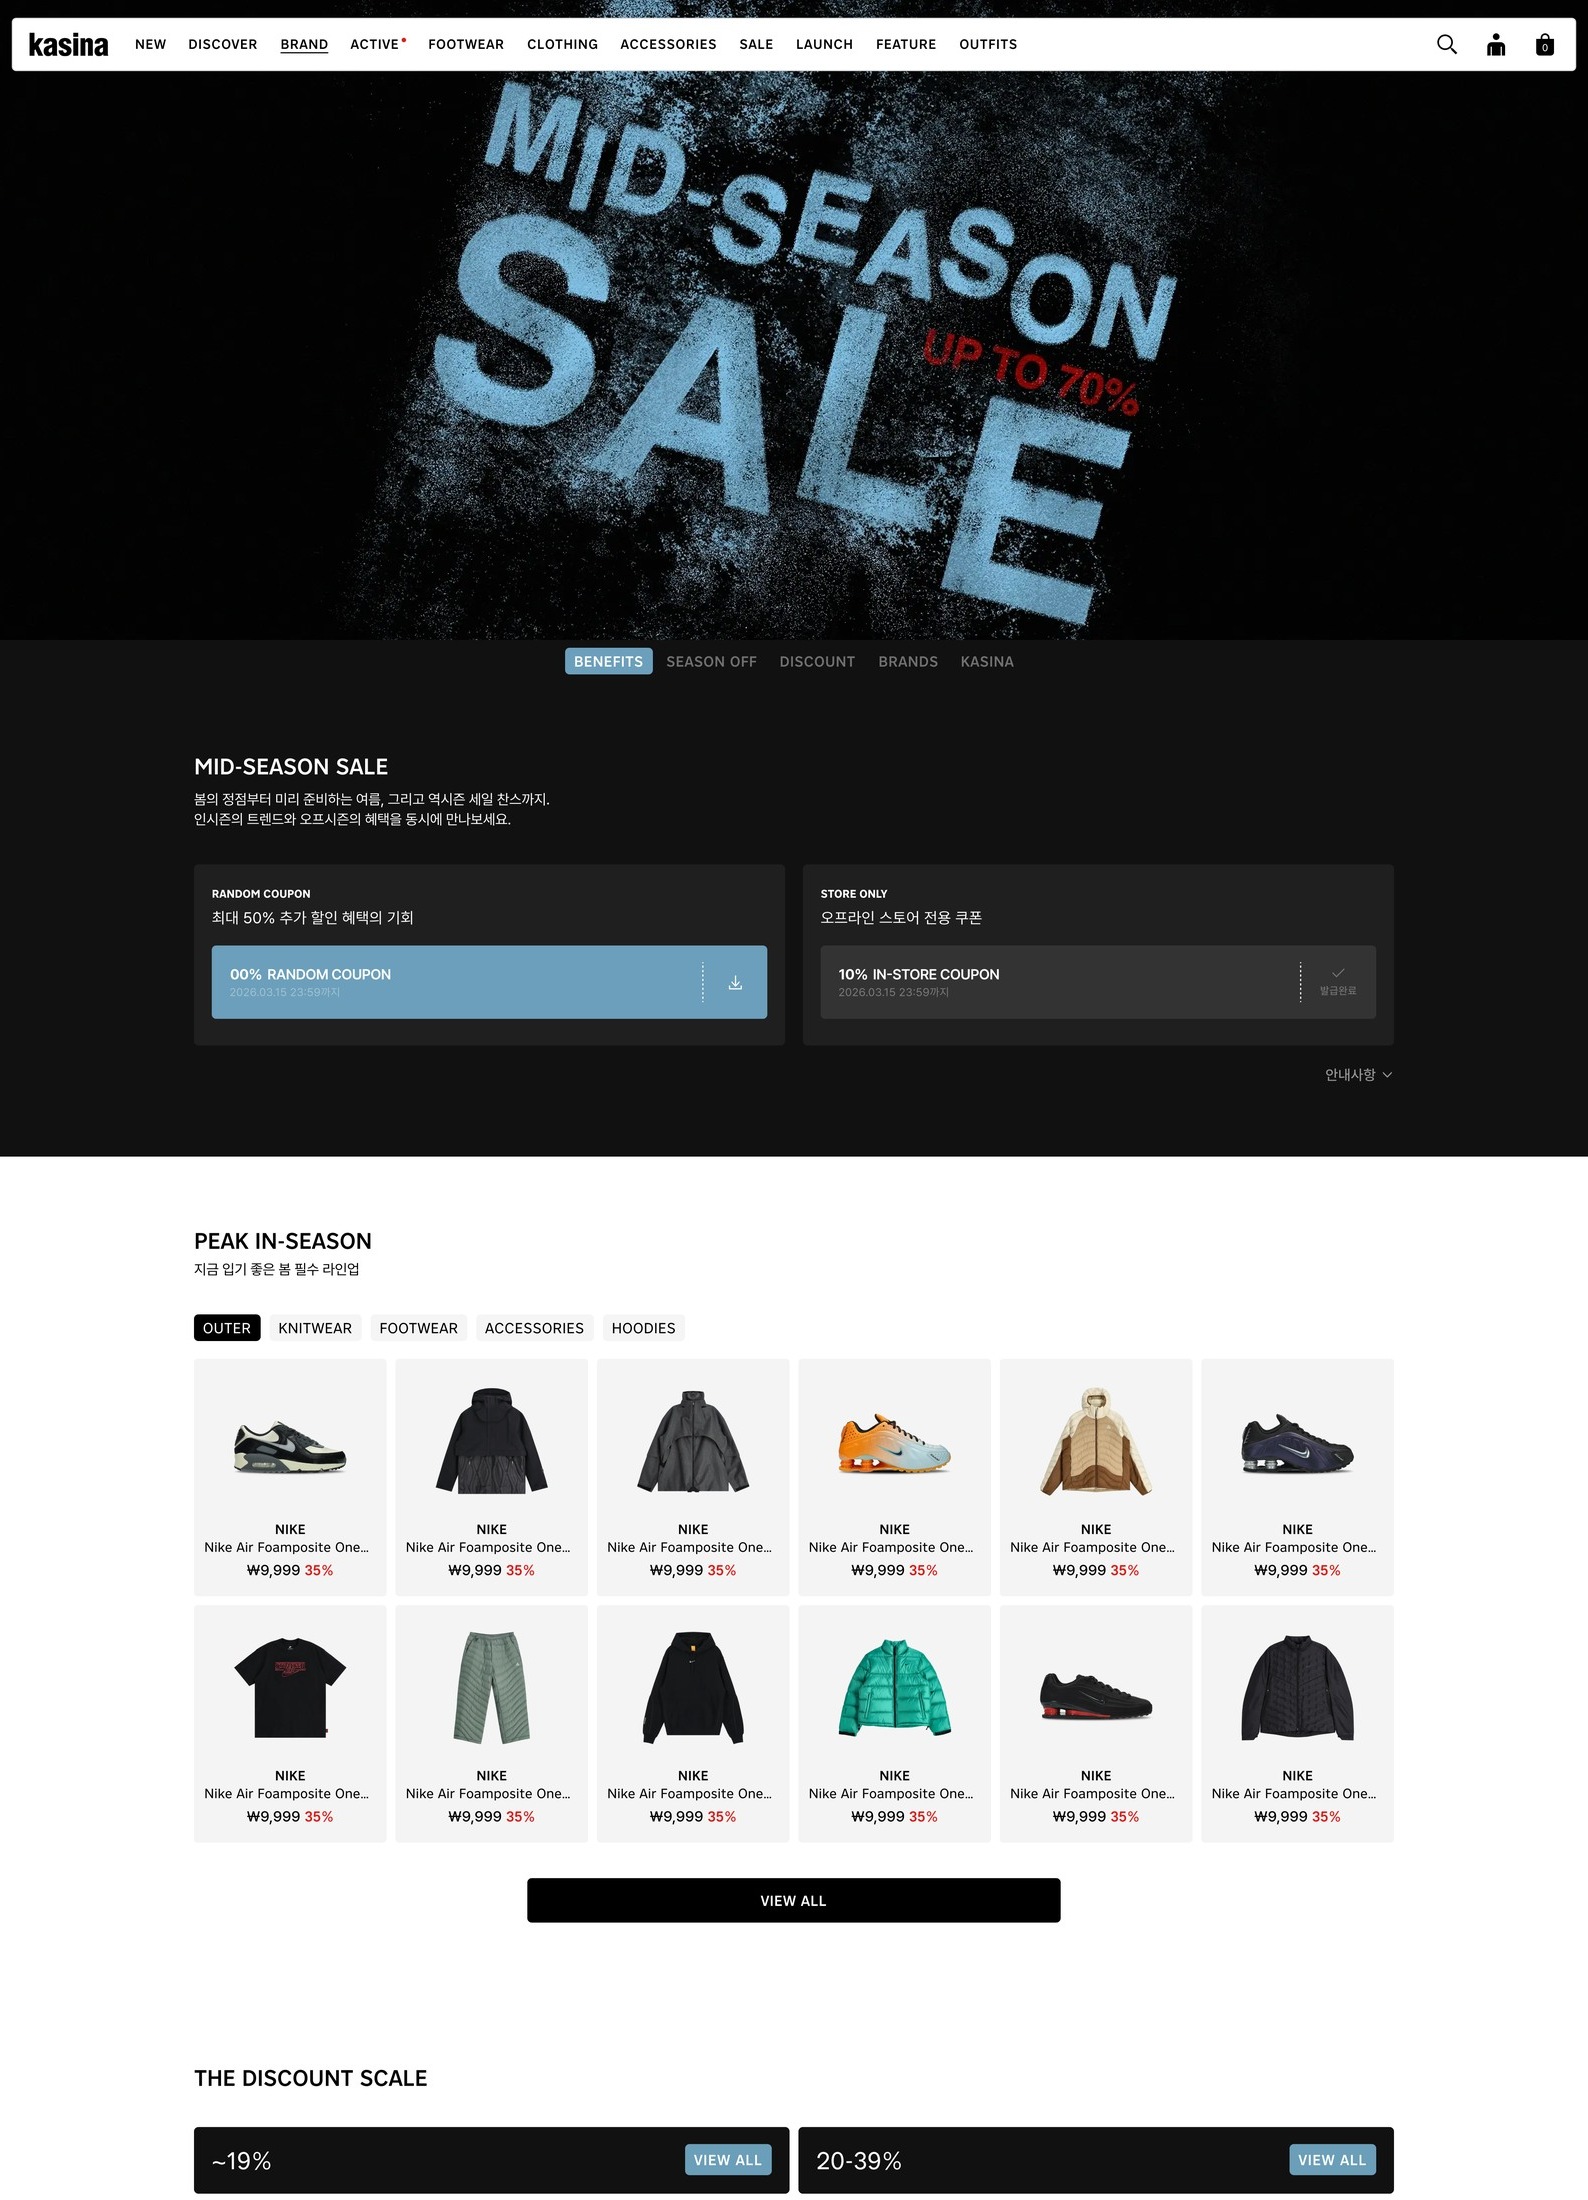 kasina NEW DISCOVER BRAND ACTIVE FOOTWEAR CLOTHING ACCESSORIES SALE LAUNCH FEATURE OUTFITS 0
MID-SEASON
SALE
UP TO 70%
BENEFITS SEASON OFF DISCOUNT BRANDS KASINA
MID-SEASON SALE
봄의 정점부터 미리 준비하는 여름, 그리고 역시즌 세일 찬스까지.
인시즌의 트렌드와 오프시즌의 혜택을 동시에 만나보세요.
RANDOM COUPON
최대 50% 추가 할인 혜택의 기회
00% RANDOM COUPON
2026.03.15 23:59까지
STORE ONLY
오프라인 스토어 전용 쿠폰
10% IN-STORE COUPON
2026.03.15 23:59까지
발급완료
안내사항
PEAK IN-SEASON
지금 입기 좋은 봄 필수 라인업
OUTER KNITWEAR FOOTWEAR ACCESSORIES HOODIES
NIKE NIKE NIKE NIKE NIKE NIKE
Nike Air Foamposite One... Nike Air Foamposite One... Nike Air Foamposite One... Nike Air Foamposite One... Nike Air Foamposite One... Nike Air Foamposite One...
₩9,999 35% ₩9,999 35% ₩9,999 35% ₩9,999 35% ₩9,999 35% ₩9,999 35%
NIKE NIKE NIKE NIKE NIKE NIKE
Nike Air Foamposite One... Nike Air Foamposite One... Nike Air Foamposite One... Nike Air Foamposite One... Nike Air Foamposite One... Nike Air Foamposite One...
₩9,999 35% ₩9,999 35% ₩9,999 35% ₩9,999 35% ₩9,999 35% ₩9,999 35%
VIEW ALL
THE DISCOUNT SCALE
~19% VIEW ALL
20-39% VIEW ALL